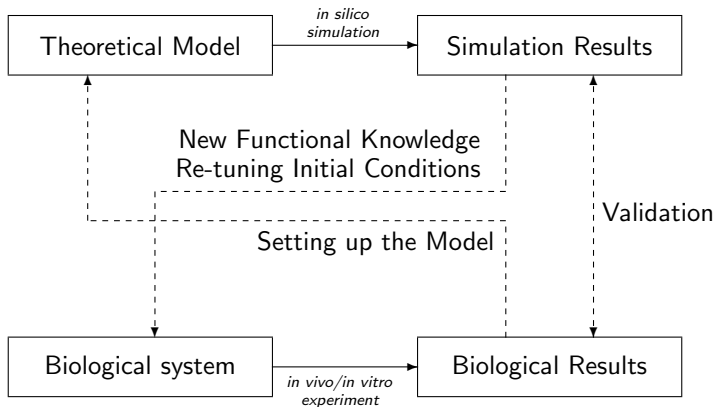 Theoretical Model
in silico
simulation
Simulation Results
New Functional Knowledge
Re-tuning Initial Conditions
Validation
Setting up the Model
Biological system
in vivo/in vitro
experiment
Biological Results